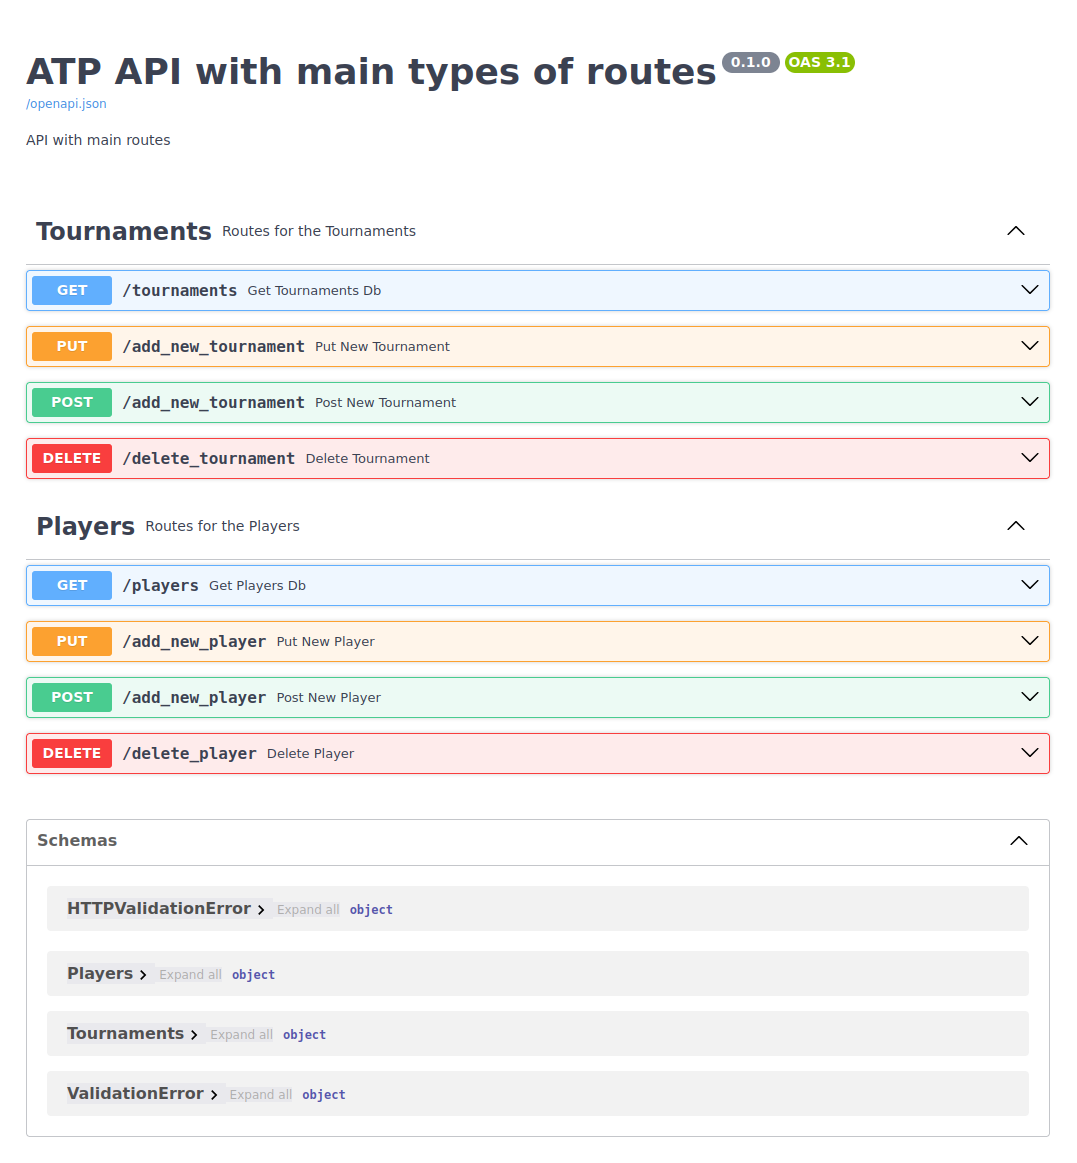 ATP API with main types of routes 0.1.0 OAS 3.1
/openapi.json
API with main routes
Tournaments Routes for the Tournaments
GET /tournaments Get Tournaments Db
PUT /add_new_tournament Put New Tournament
POST /add_new_tournament Post New Tournament
DELETE /delete_tournament Delete Tournament
Players Routes for the Players
GET /players Get Players Db
PUT /add_new_player Put New Player
POST /add_new_player Post New Player
DELETE /delete_player Delete Player
Schemas
HTTPValidationError Expand all object
Players Expand all object
Tournaments Expand all object
ValidationError Expand all object